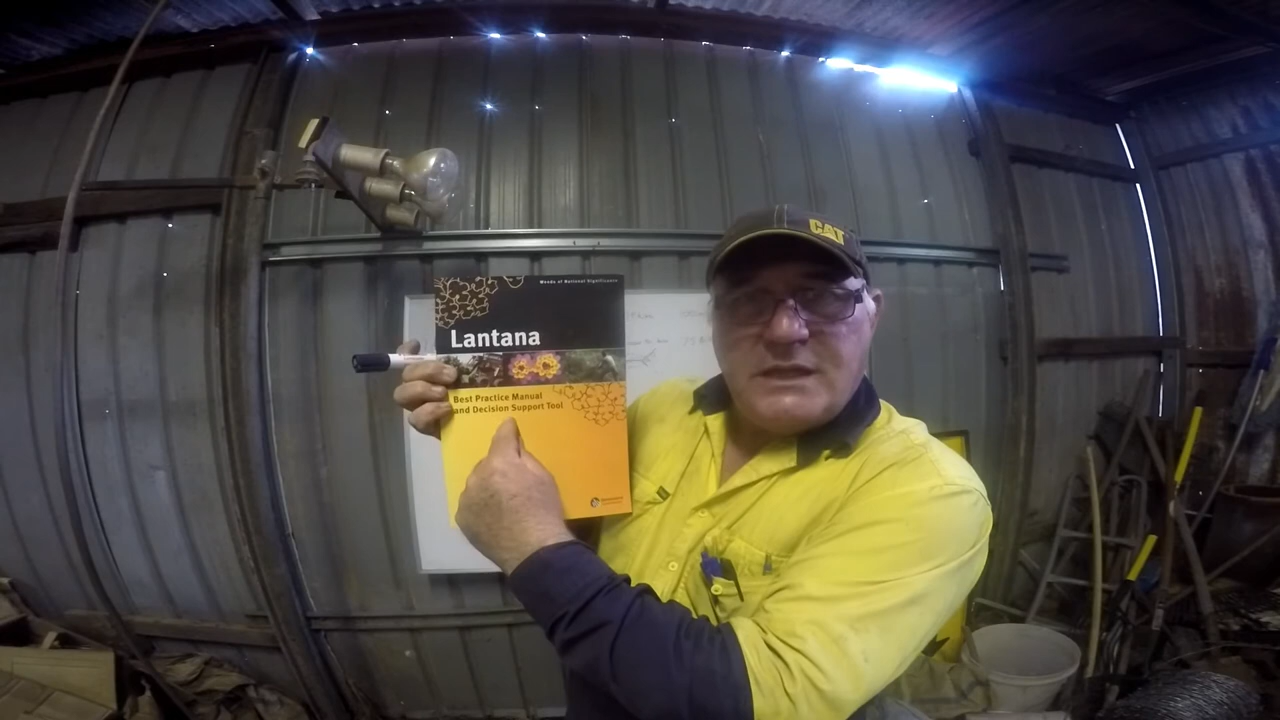 Weeds of National Significance
Lantana
Best Practice Manual
and Decision Support Tool
CAT